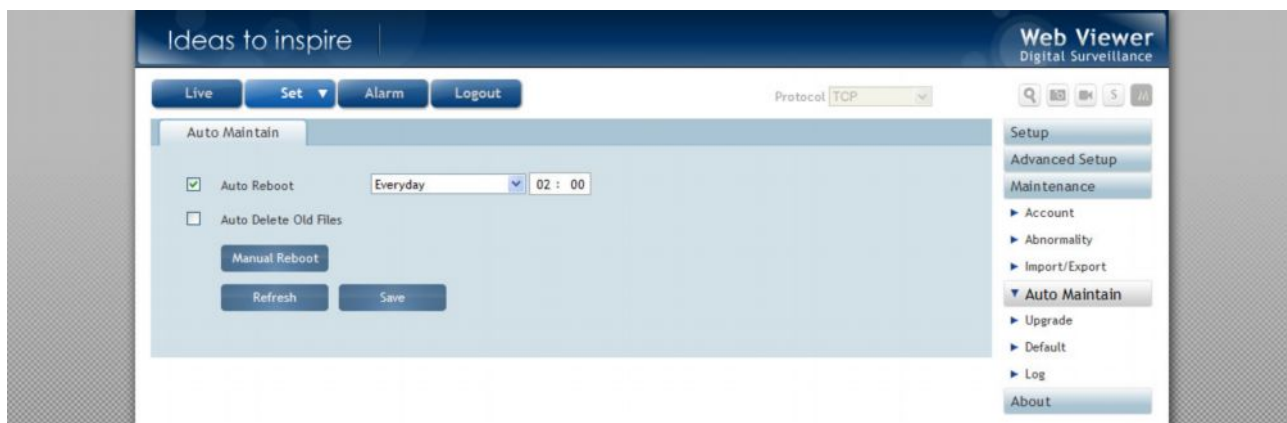 Ideas to inspire
Web Viewer
Digital Surveillance
Live Set Alarm Logout
Protocol TCP
S M
Auto Maintain
Auto Reboot Everyday 02 : 00
Auto Delete Old Files
Manual Reboot
Refresh Save
Setup
Advanced Setup
Maintenance
Account
Abnormality
Import/Export
Auto Maintain
Upgrade
Default
Log
About